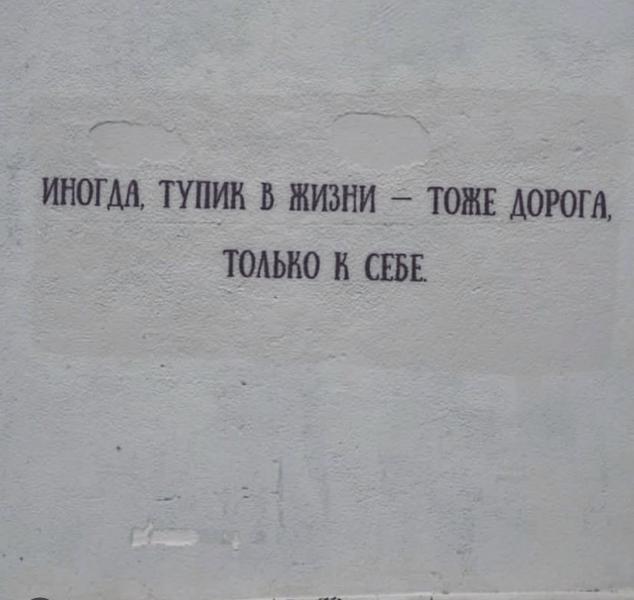 ИНОГДА, ТУПИК В ЖИЗНИ – ТОЖЕ ДОРОГА,
ТОЛЬКО К СЕБЕ.